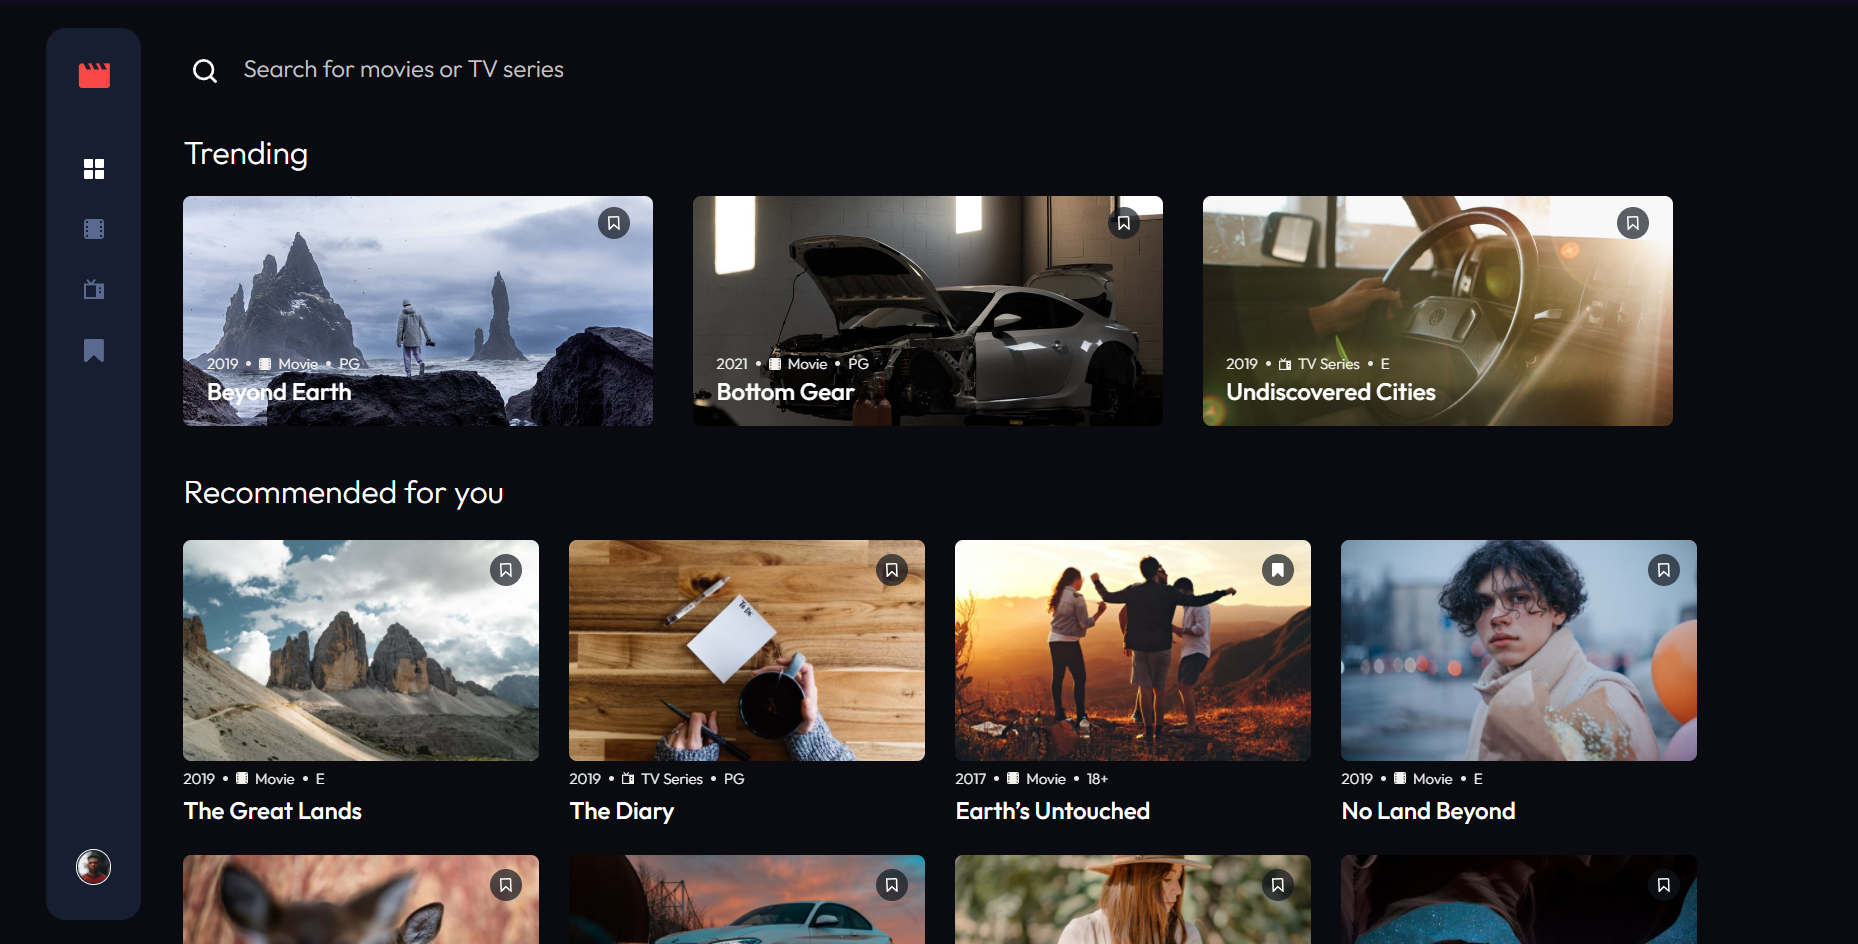 Search for movies or TV series
Trending
2019 • Movie • PG
Beyond Earth
2021 • Movie • PG
Bottom Gear
2019 • TV Series • E
Undiscovered Cities
Recommended for you
To Do
2019 • Movie • E
The Great Lands
2019 • TV Series • PG
The Diary
2017 • Movie • 18+
Earth’s Untouched
2019 • Movie • E
No Land Beyond